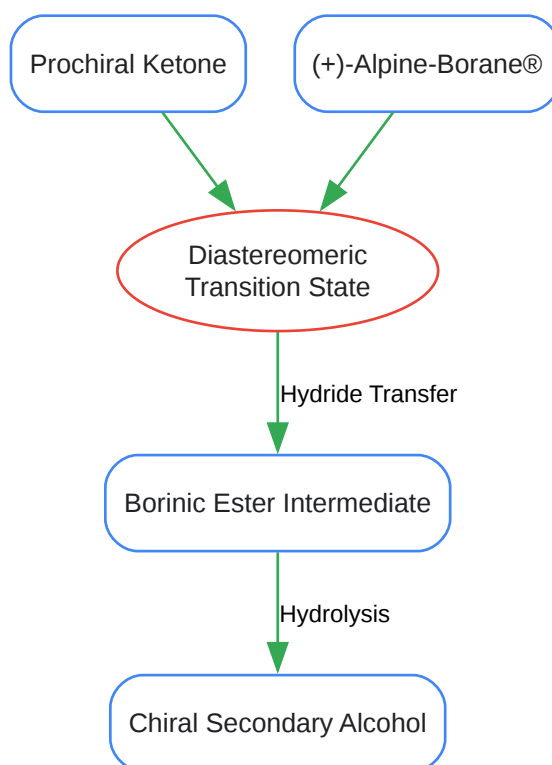 Prochiral Ketone
(+)-Alpine-Borane®
Diastereomeric
Transition State
Hydride Transfer
Borinic Ester Intermediate
Hydrolysis
Chiral Secondary Alcohol